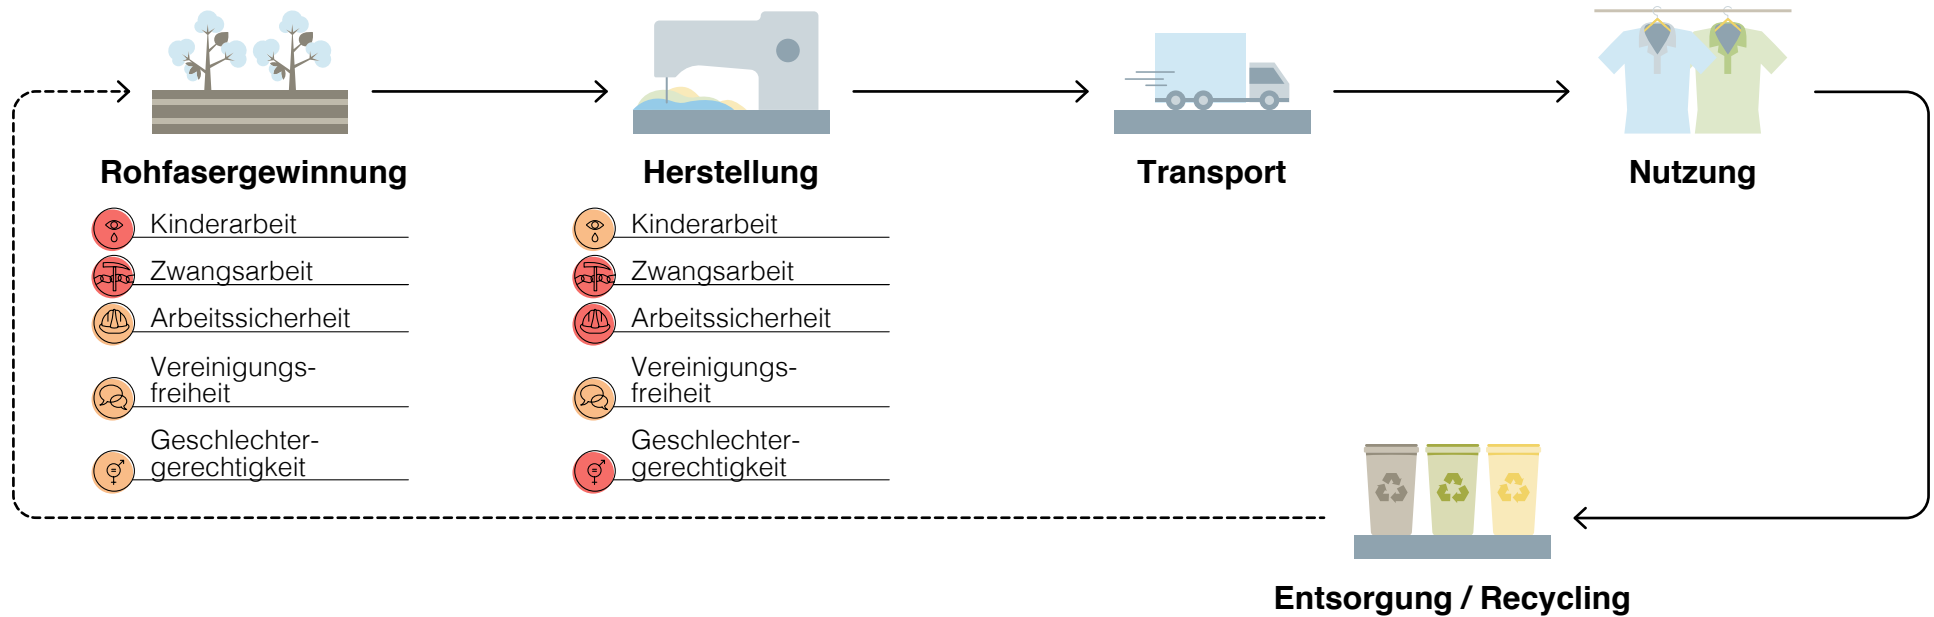 Rohfasergewinnung
Kinderarbeit
Zwangsarbeit
Arbeitssicherheit
Vereinigungs-
freiheit
Geschlechter-
gerechtigkeit
Herstellung
Kinderarbeit
Zwangsarbeit
Arbeitssicherheit
Vereinigungs-
freiheit
Geschlechter-
gerechtigkeit
Transport
Nutzung
Entsorgung / Recycling